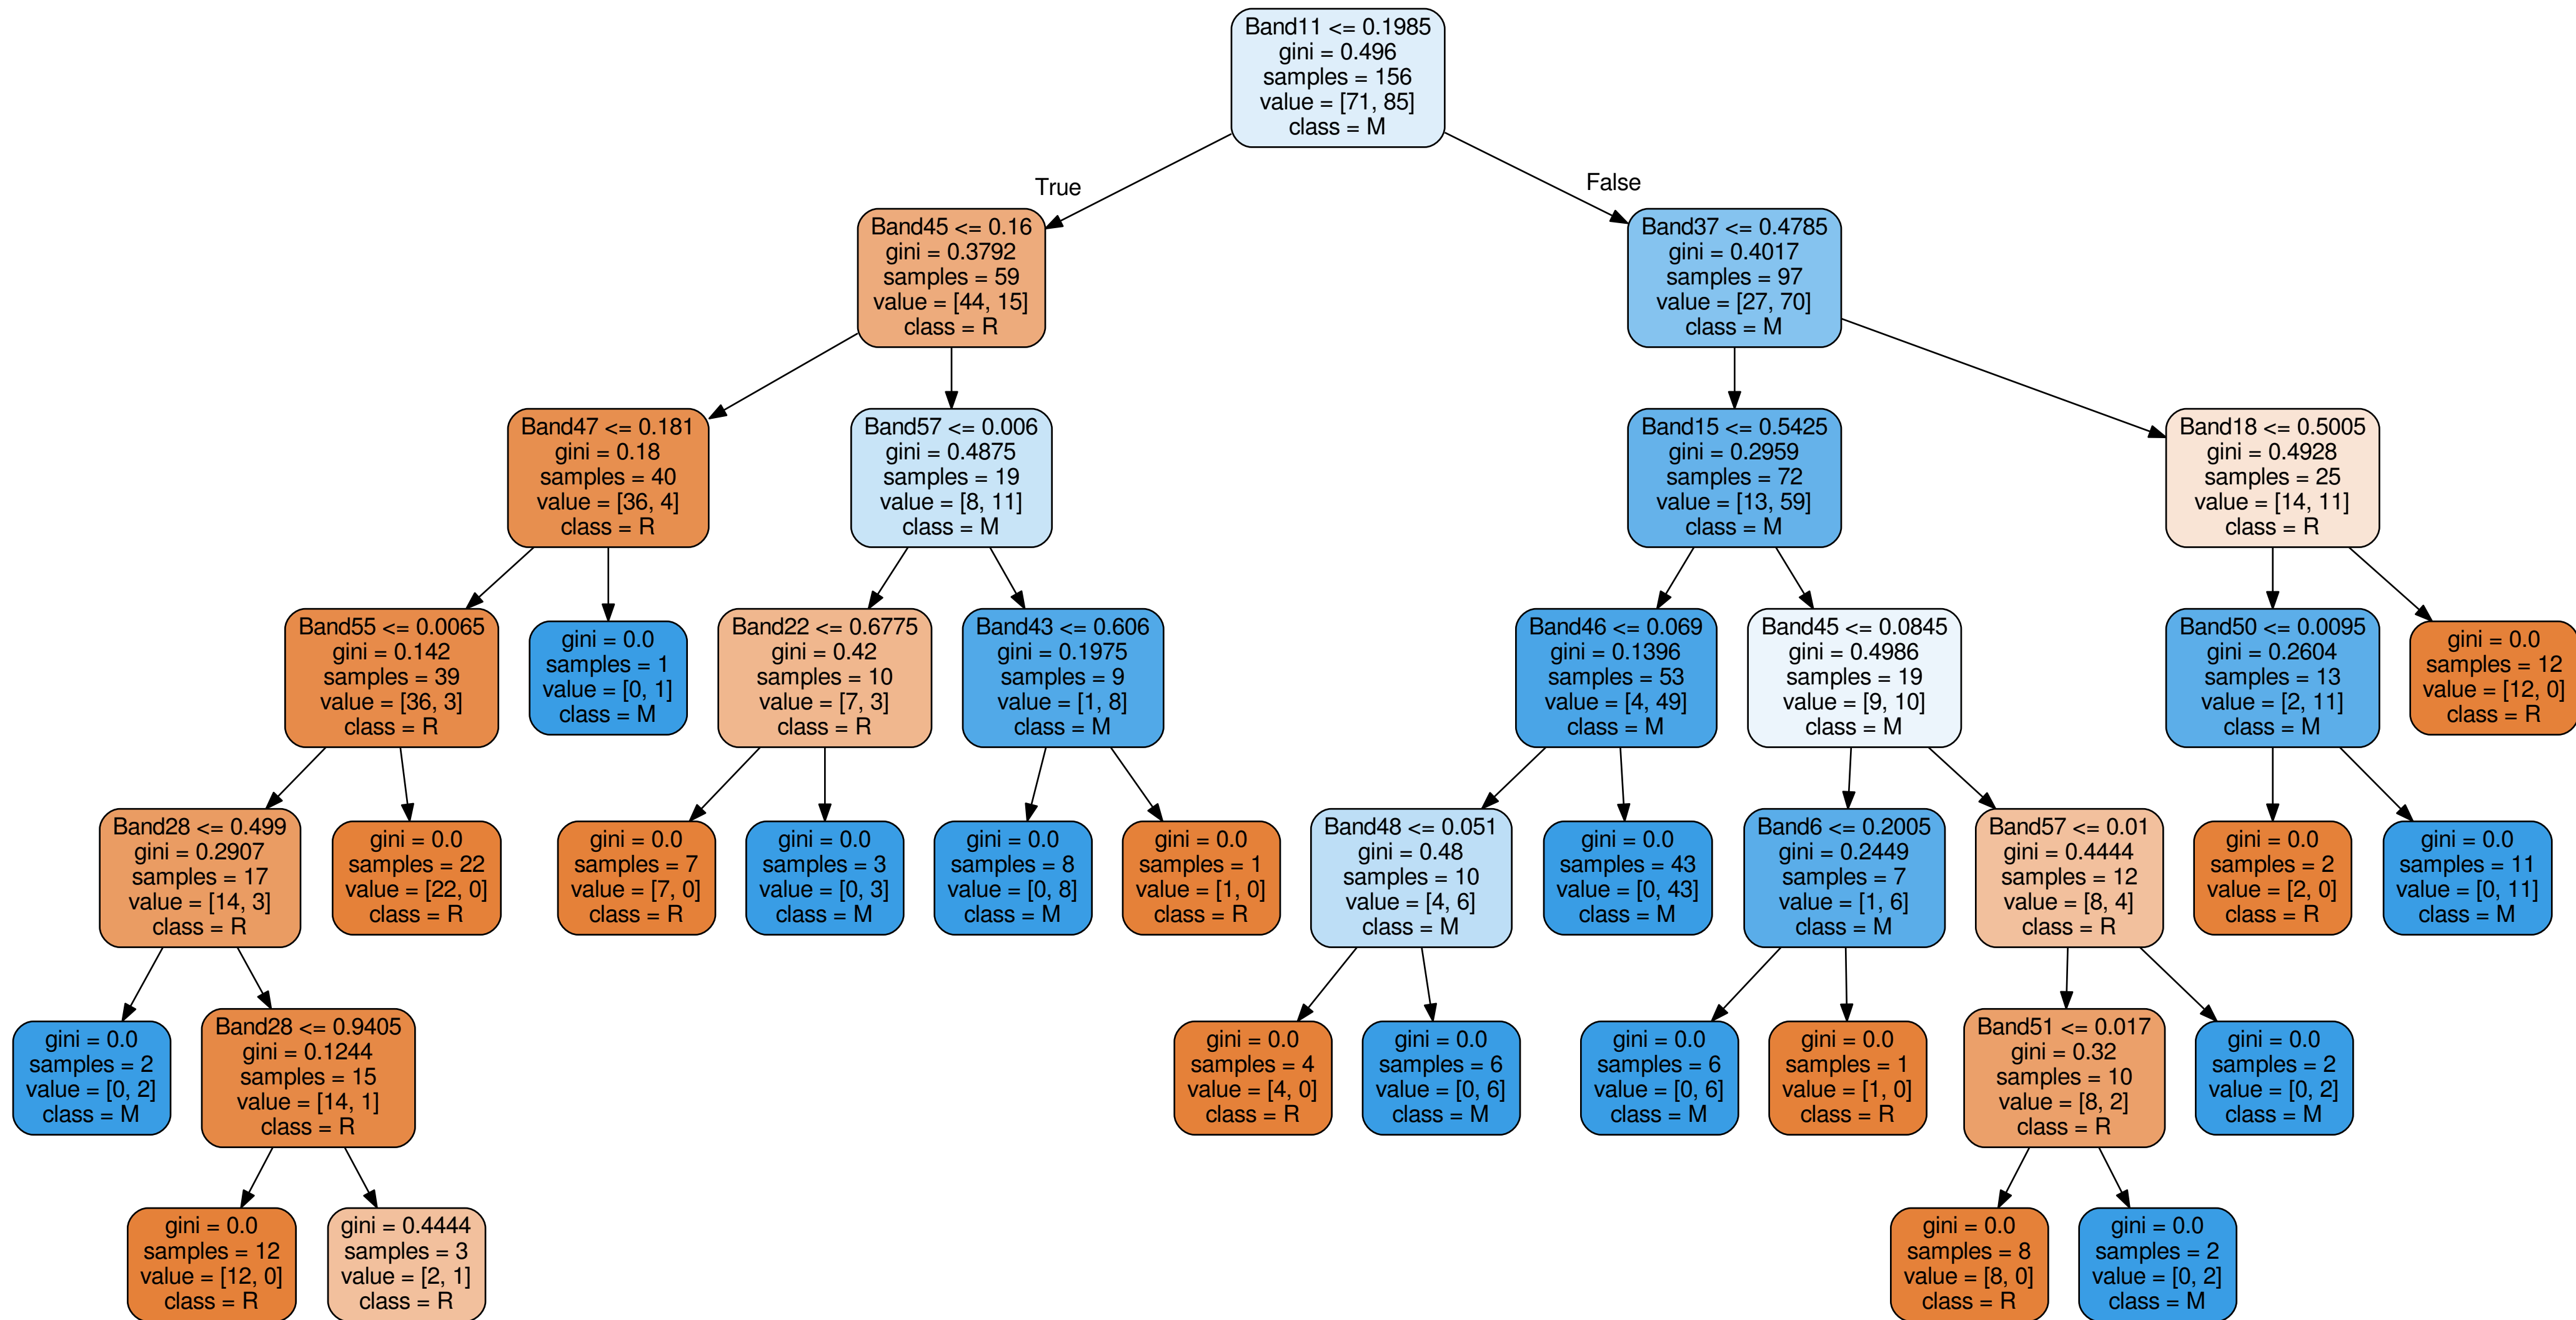 Band11 <= 0.1985
gini = 0.496
samples = 156
value = [71, 85]
class = M
True
False
Band45 <= 0.16
gini = 0.3792
samples = 59
value = [44, 15]
class = R
Band37 <= 0.4785
gini = 0.4017
samples = 97
value = [27, 70]
class = M
Band47 <= 0.181
gini = 0.18
samples = 40
value = [36, 4]
class = R
Band57 <= 0.006
gini = 0.4875
samples = 19
value = [8, 11]
class = M
Band15 <= 0.5425
gini = 0.2959
samples = 72
value = [13, 59]
class = M
Band18 <= 0.5005
gini = 0.4928
samples = 25
value = [14, 11]
class = R
Band55 <= 0.0065
gini = 0.142
samples = 39
value = [36, 3]
class = R
gini = 0.0
samples = 1
value = [0, 1]
class = M
Band22 <= 0.6775
gini = 0.42
samples = 10
value = [7, 3]
class = R
Band43 <= 0.606
gini = 0.1975
samples = 9
value = [1, 8]
class = M
Band46 <= 0.069
gini = 0.1396
samples = 53
value = [4, 49]
class = M
Band45 <= 0.0845
gini = 0.4986
samples = 19
value = [9, 10]
class = M
Band50 <= 0.0095
gini = 0.2604
samples = 13
value = [2, 11]
class = M
gini = 0.0
samples = 12
value = [12, 0]
class = R
Band28 <= 0.499
gini = 0.2907
samples = 17
value = [14, 3]
class = R
gini = 0.0
samples = 22
value = [22, 0]
class = R
gini = 0.0
samples = 7
value = [7, 0]
class = R
gini = 0.0
samples = 3
value = [0, 3]
class = M
gini = 0.0
samples = 8
value = [0, 8]
class = M
gini = 0.0
samples = 1
value = [1, 0]
class = R
Band48 <= 0.051
gini = 0.48
samples = 10
value = [4, 6]
class = M
gini = 0.0
samples = 43
value = [0, 43]
class = M
Band6 <= 0.2005
gini = 0.2449
samples = 7
value = [1, 6]
class = M
Band57 <= 0.01
gini = 0.4444
samples = 12
value = [8, 4]
class = R
gini = 0.0
samples = 2
value = [2, 0]
class = R
gini = 0.0
samples = 11
value = [0, 11]
class = M
gini = 0.0
samples = 2
value = [0, 2]
class = M
Band28 <= 0.9405
gini = 0.1244
samples = 15
value = [14, 1]
class = R
gini = 0.0
samples = 4
value = [4, 0]
class = R
gini = 0.0
samples = 6
value = [0, 6]
class = M
gini = 0.0
samples = 6
value = [0, 6]
class = M
gini = 0.0
samples = 1
value = [1, 0]
class = R
Band51 <= 0.017
gini = 0.32
samples = 10
value = [8, 2]
class = R
gini = 0.0
samples = 2
value = [0, 2]
class = M
gini = 0.0
samples = 12
value = [12, 0]
class = R
gini = 0.4444
samples = 3
value = [2, 1]
class = R
gini = 0.0
samples = 8
value = [8, 0]
class = R
gini = 0.0
samples = 2
value = [0, 2]
class = M